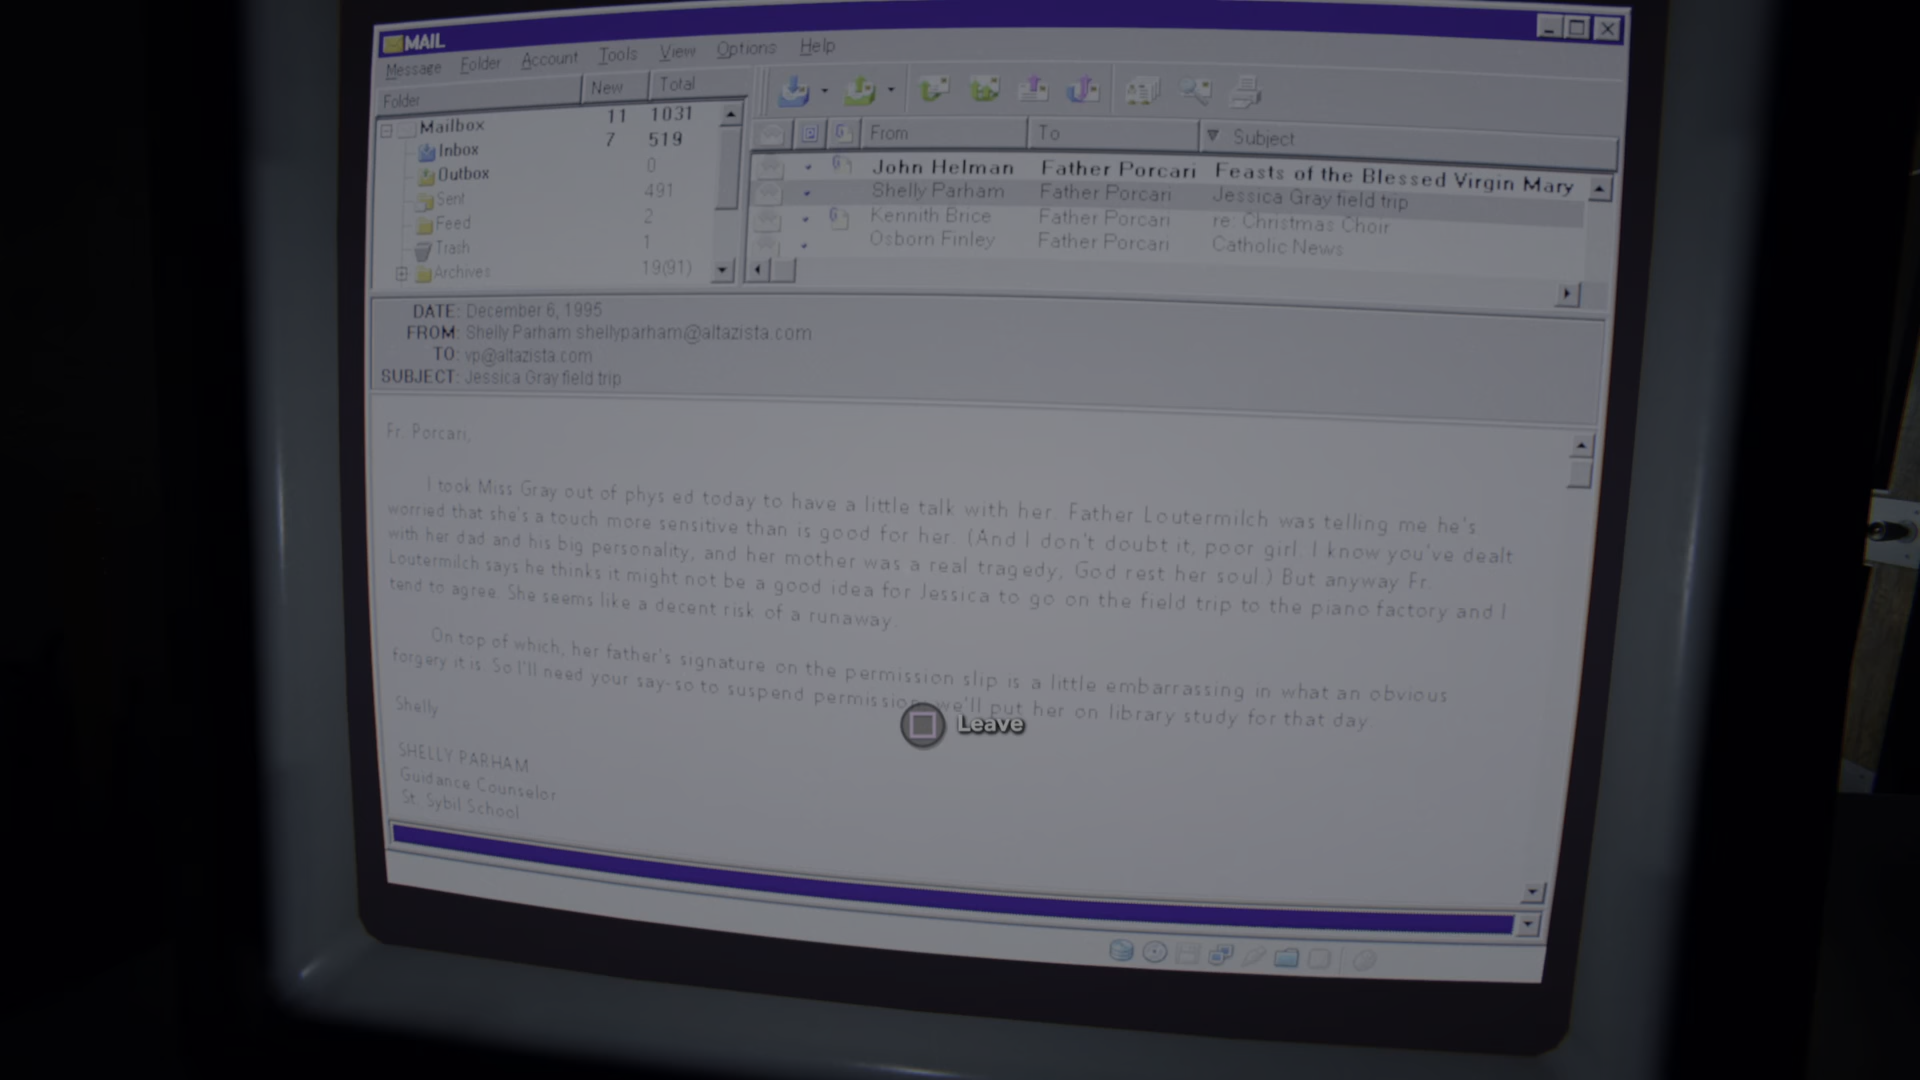 MAIL
Message Folder Account Tools View Options Help
Folder New Total
Mailbox 11 1031
Inbox 7 519
Outbox 0
Sent 491
Feed 2
Trash 1
Archives 19(91)
From To Subject
John Helman Father Porcari Feasts of the Blessed Virgin Mary
Shelly Parham Father Porcari Jessica Gray field trip
Kennith Brice Father Porcari re: Christmas Choir
Osborn Finley Father Porcari Catholic News
DATE: December 6, 1995
FROM: Shelly Parham shellyparham@altazista.com
TO: vp@altazista.com
SUBJECT: Jessica Gray field trip
Fr. Porcari,
I took Miss Gray out of phys ed today to have a little talk with her. Father Loutermilch was telling me he's
worried that she's a touch more sensitive than is good for her. (And I don't doubt it, poor girl. I know you've dealt
with her dad and his big personality, and her mother was a real tragedy, God rest her soul.) But anyway Fr.
Loutermilch says he thinks it might not be a good idea for Jessica to go on the field trip to the piano factory and I
tend to agree. She seems like a decent risk of a runaway.
On top of which, her father's signature on the permission slip is a little embarrassing in what an obvious
forgery it is. So I'll need your say-so to suspend permission, we'll put her on library study for that day.
Shelly
Leave
SHELLY PARHAM
Guidance Counselor
St. Sybil School